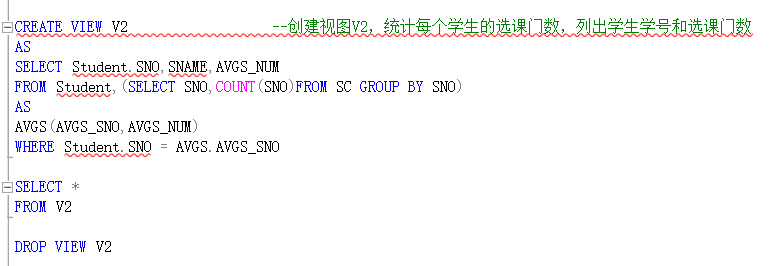 CREATE VIEW V2 --创建视图V2，统计每个学生的选课门数，列出学生学号和选课门数
AS
SELECT Student.SNO,SNAME,AVGS_NUM
FROM Student,(SELECT SNO,COUNT(SNO)FROM SC GROUP BY SNO)
AS
AVGS(AVGS_SNO,AVGS_NUM)
WHERE Student.SNO = AVGS.AVGS_SNO
SELECT *
FROM V2
DROP VIEW V2